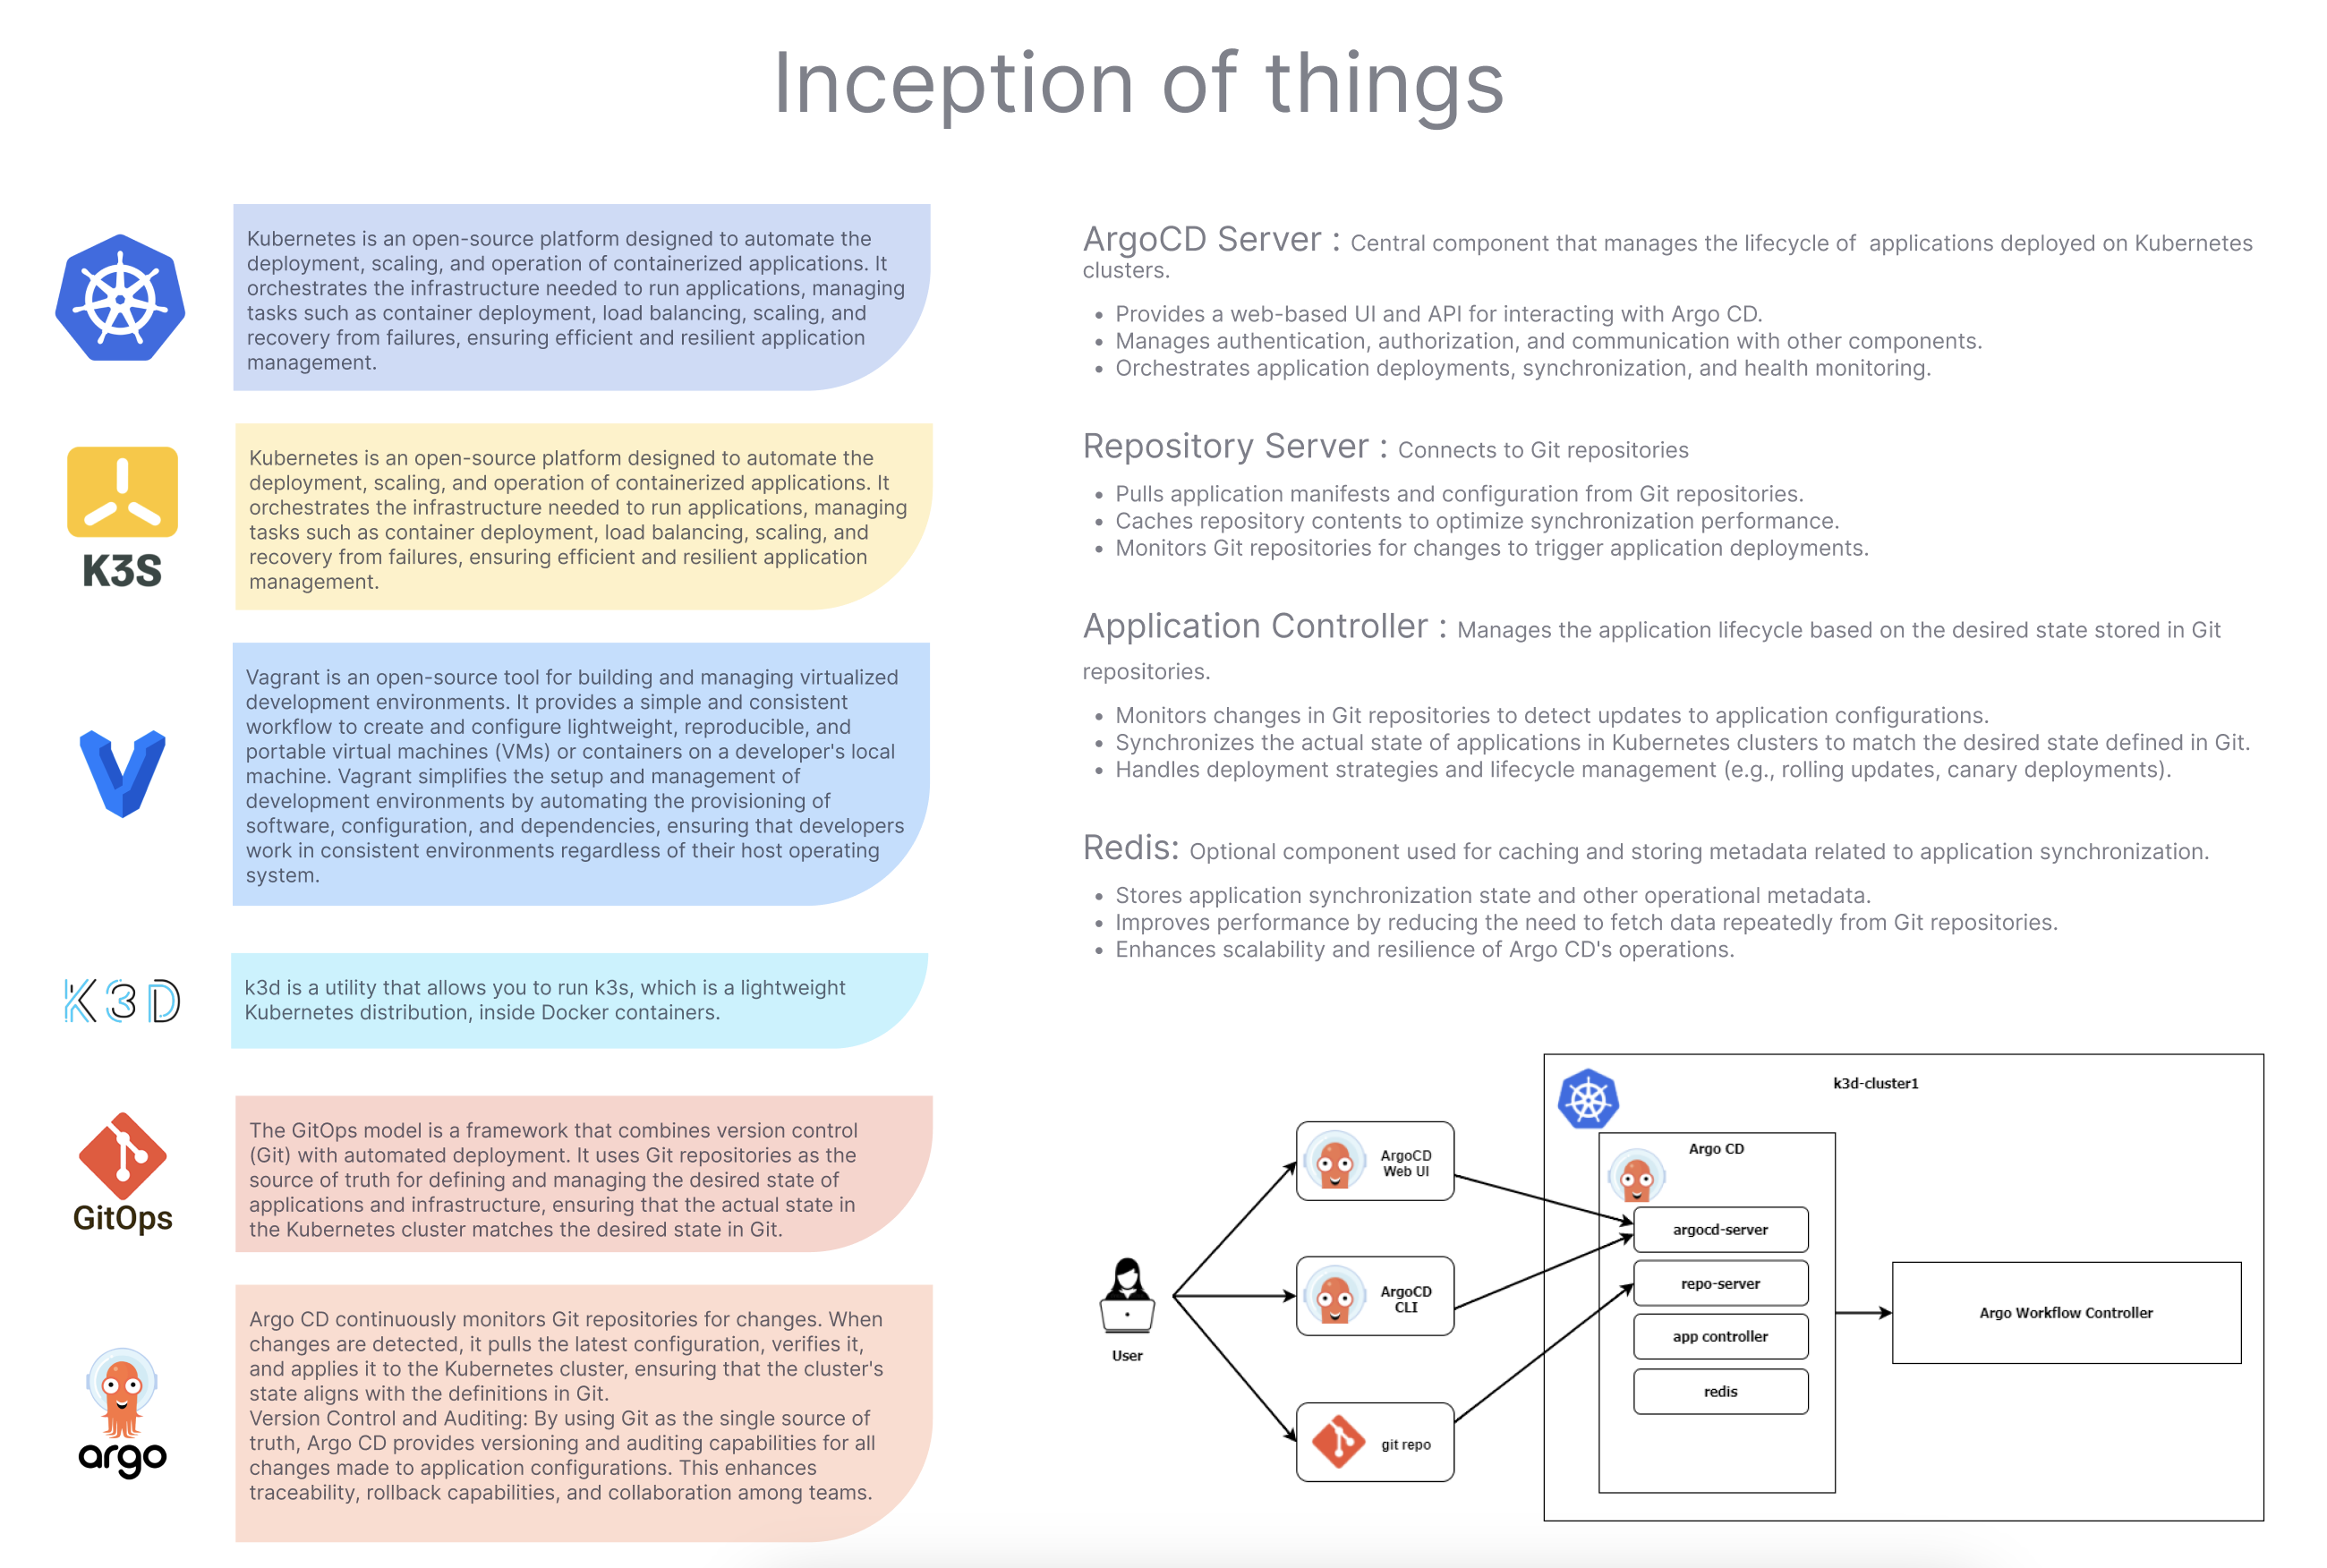 Inception of things
Kubernetes is an open-source platform designed to automate the
deployment, scaling, and operation of containerized applications. It
orchestrates the infrastructure needed to run applications, managing
tasks such as container deployment, load balancing, scaling, and
recovery from failures, ensuring efficient and resilient application
management.
K3S
Kubernetes is an open-source platform designed to automate the
deployment, scaling, and operation of containerized applications. It
orchestrates the infrastructure needed to run applications, managing
tasks such as container deployment, load balancing, scaling, and
recovery from failures, ensuring efficient and resilient application
management.
Vagrant is an open-source tool for building and managing virtualized
development environments. It provides a simple and consistent
workflow to create and configure lightweight, reproducible, and
portable virtual machines (VMs) or containers on a developer's local
machine. Vagrant simplifies the setup and management of
development environments by automating the provisioning of
software, configuration, and dependencies, ensuring that developers
work in consistent environments regardless of their host operating
system.
K3D
k3d is a utility that allows you to run k3s, which is a lightweight
Kubernetes distribution, inside Docker containers.
GitOps
The GitOps model is a framework that combines version control
(Git) with automated deployment. It uses Git repositories as the
source of truth for defining and managing the desired state of
applications and infrastructure, ensuring that the actual state in
the Kubernetes cluster matches the desired state in Git.
argo
Argo CD continuously monitors Git repositories for changes. When
changes are detected, it pulls the latest configuration, verifies it,
and applies it to the Kubernetes cluster, ensuring that the cluster's
state aligns with the definitions in Git.
Version Control and Auditing: By using Git as the single source of
truth, Argo CD provides versioning and auditing capabilities for all
changes made to application configurations. This enhances
traceability, rollback capabilities, and collaboration among teams.
ArgoCD Server : Central component that manages the lifecycle of applications deployed on Kubernetes
clusters.
• Provides a web-based UI and API for interacting with Argo CD.
• Manages authentication, authorization, and communication with other components.
• Orchestrates application deployments, synchronization, and health monitoring.
Repository Server : Connects to Git repositories
• Pulls application manifests and configuration from Git repositories.
• Caches repository contents to optimize synchronization performance.
• Monitors Git repositories for changes to trigger application deployments.
Application Controller : Manages the application lifecycle based on the desired state stored in Git
repositories.
• Monitors changes in Git repositories to detect updates to application configurations.
• Synchronizes the actual state of applications in Kubernetes clusters to match the desired state defined in Git.
• Handles deployment strategies and lifecycle management (e.g., rolling updates, canary deployments).
Redis: Optional component used for caching and storing metadata related to application synchronization.
• Stores application synchronization state and other operational metadata.
• Improves performance by reducing the need to fetch data repeatedly from Git repositories.
• Enhances scalability and resilience of Argo CD's operations.
User
ArgoCD
Web UI
ArgoCD
CLI
git repo
k3d-cluster1
Argo CD
argocd-server
repo-server
app controller
redis
Argo Workflow Controller